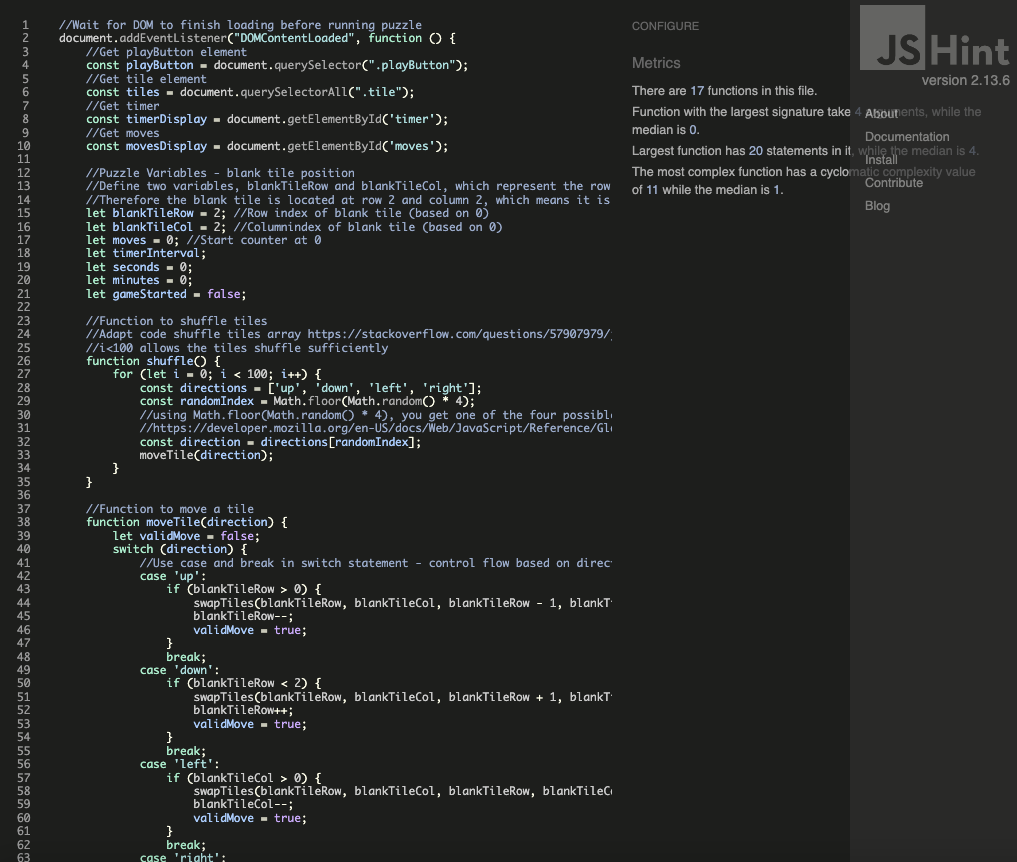 1 //Wait for DOM to finish loading before running puzzle
2 document.addEventListener("DOMContentLoaded", function () {
3 //Get playButton element
4 const playButton = document.querySelector(".playButton");
5 //Get tile element
6 const tiles = document.querySelectorAll(".tile");
7 //Get timer
8 const timerDisplay = document.getElementById('timer');
9 //Get moves
10 const movesDisplay = document.getElementById('moves');
11
12 //Puzzle Variables - blank tile position
13 //Define two variables, blankTileRow and blankTileCol, which represent the row
14 //Therefore the blank tile is located at row 2 and column 2, which means it is
15 let blankTileRow = 2; //Row index of blank tile (based on 0)
16 let blankTileCol = 2; //Columnindex of blank tile (based on 0)
17 let moves = 0; //Start counter at 0
18 let timerInterval;
19 let seconds = 0;
20 let minutes = 0;
21 let gameStarted = false;
22
23 //Function to shuffle tiles
24 //Adapt code shuffle tiles array https://stackoverflow.com/questions/57907979/
25 //i<100 allows the tiles shuffle sufficiently
26 function shuffle() {
27 for (let i = 0; i < 100; i++) {
28 const directions = ['up', 'down', 'left', 'right'];
29 const randomIndex = Math.floor(Math.random() * 4);
30 //using Math.floor(Math.random() * 4), you get one of the four possibl
31 //https://developer.mozilla.org/en-US/docs/Web/JavaScript/Reference/Gl
32 const direction = directions[randomIndex];
33 moveTile(direction);
34 }
35 }
36
37 //Function to move a tile
38 function moveTile(direction) {
39 let validMove = false;
40 switch (direction) {
41 //Use case and break in switch statement - control flow based on direc
42 case 'up':
43 if (blankTileRow > 0) {
44 swapTiles(blankTileRow, blankTileCol, blankTileRow - 1, blankT
45 blankTileRow--;
46 validMove = true;
47 }
48 break;
49 case 'down':
50 if (blankTileRow < 2) {
51 swapTiles(blankTileRow, blankTileCol, blankTileRow + 1, blankT
52 blankTileRow++;
53 validMove = true;
54 }
55 break;
56 case 'left':
57 if (blankTileCol > 0) {
58 swapTiles(blankTileRow, blankTileCol, blankTileRow, blankTileC
59 blankTileCol--;
60 validMove = true;
61 }
62 break;
63 case 'right':
CONFIGURE
Metrics
There are 17 functions in this file.
Function with the largest signature take 4 arguments, while the
median is 0.
Largest function has 20 statements in it, while the median is 4.
The most complex function has a cyclomatic complexity value
of 11 while the median is 1.
JSHint
version 2.13.6
About
Documentation
Install
Contribute
Blog